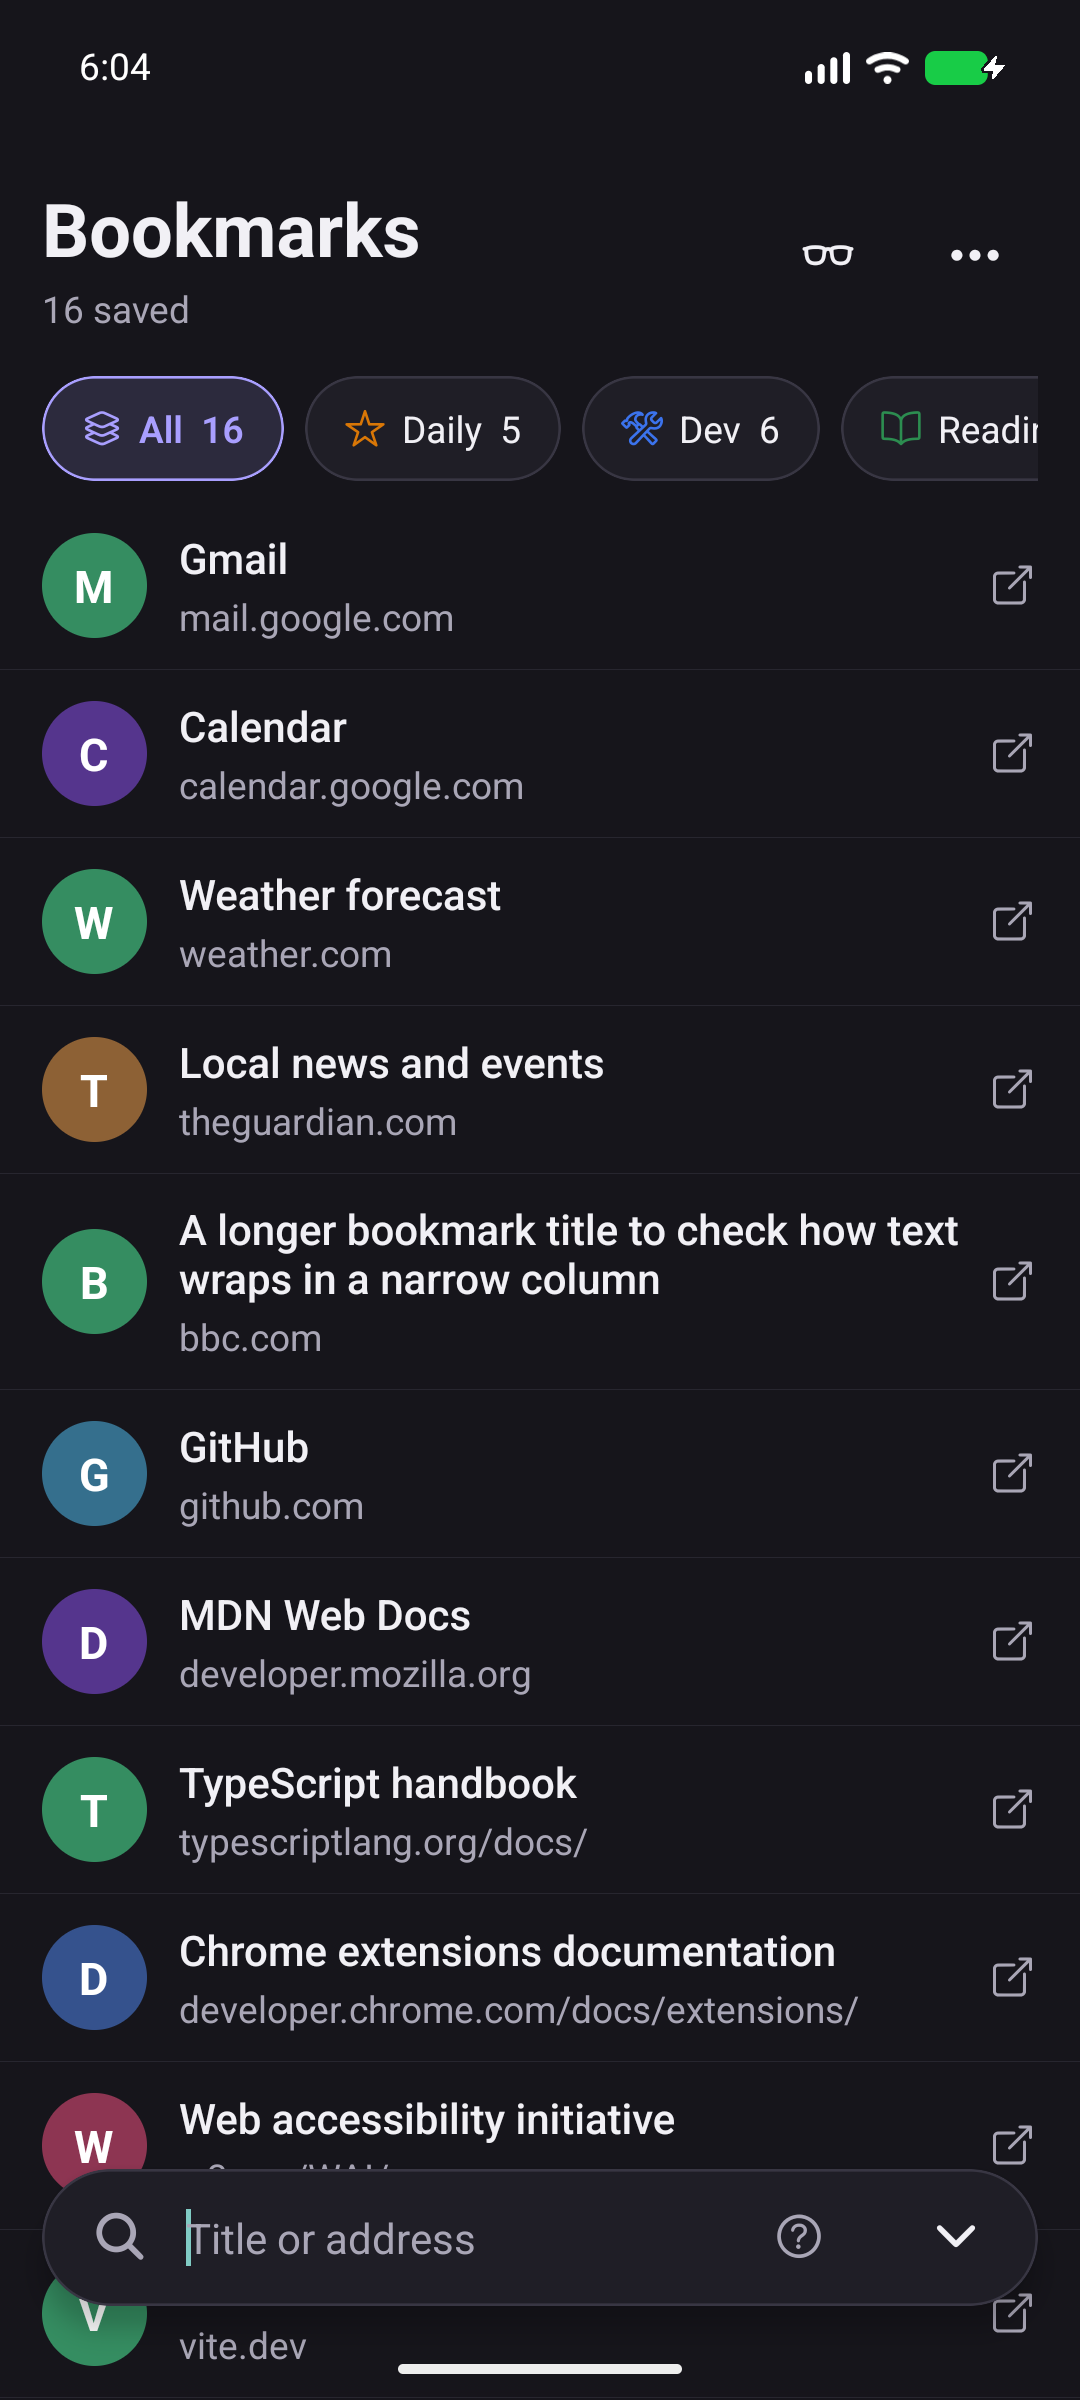 6:04
Bookmarks
16 saved
All 16
Daily 5
Dev 6
M
Gmail
mail.google.com
C
Calendar
calendar.google.com
W
Weather forecast
weather.com
T
Local news and events
theguardian.com
B
A longer bookmark title to check how text
wraps in a narrow column
bbc.com
G
GitHub
github.com
D
MDN Web Docs
developer.mozilla.org
T
TypeScript handbook
typescriptlang.org/docs/
D
Chrome extensions documentation
developer.chrome.com/docs/extensions/
W
Web accessibility initiative
Title or address
V
vite.dev